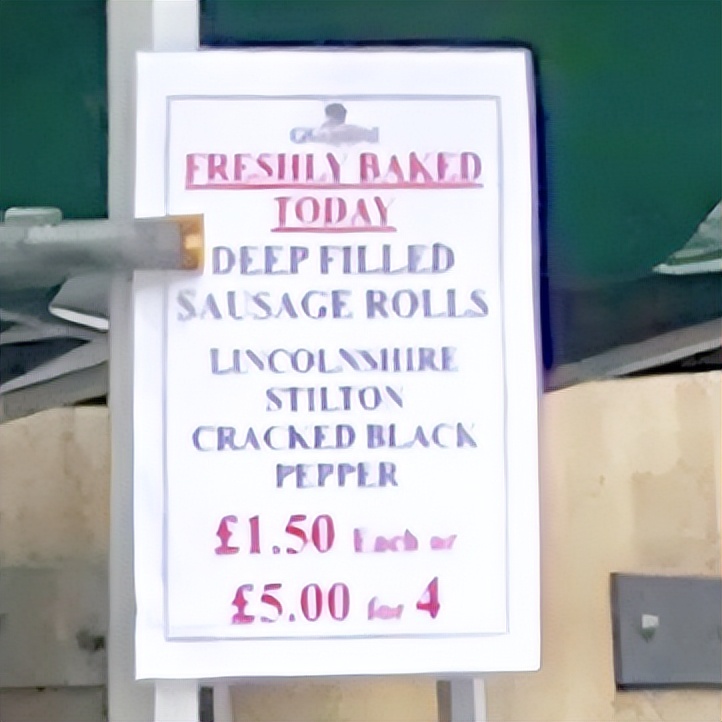 FRESHLY BAKED
TODAY
DEEP FILLED
SAUSAGE ROLLS
LINCOLNSHIRE
STILTON
CRACKED BLACK
PEPPER
£1.50 Each or
£5.00 for 4